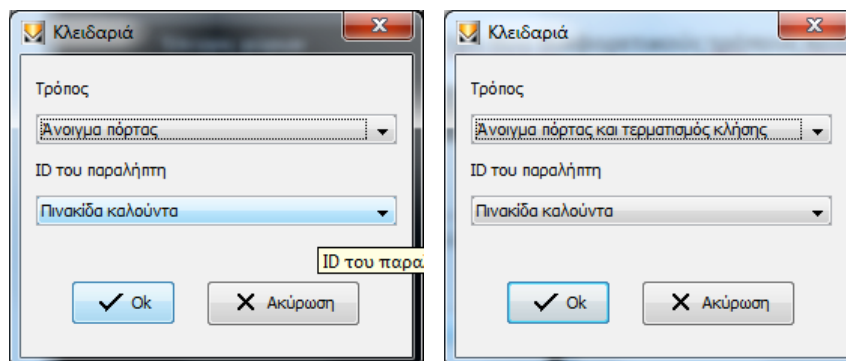 Κλειδαριά
Τρόπος
Άνοιγμα πόρτας
ID του παραλήπτη
Πινακίδα καλούντα
ID του παρα
Ok
Ακύρωση
Κλειδαριά
Τρόπος
Άνοιγμα πόρτας και τερματισμός κλήσης
ID του παραλήπτη
Πινακίδα καλούντα
Ok
Ακύρωση